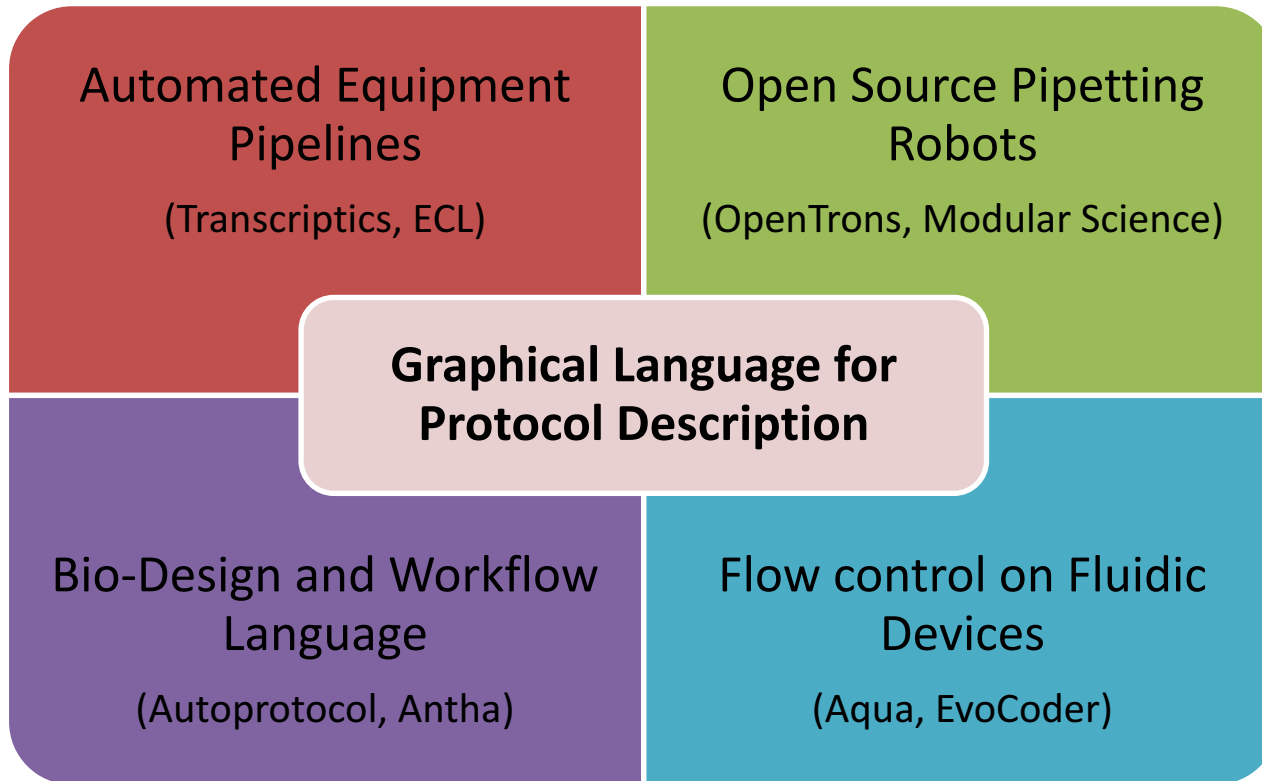 Automated Equipment
Pipelines
(Transcriptics, ECL)
Open Source Pipetting
Robots
(OpenTrons, Modular Science)
Graphical Language for
Protocol Description
Bio-Design and Workflow
Language
(Autoprotocol, Antha)
Flow control on Fluidic
Devices
(Aqua, EvoCoder)